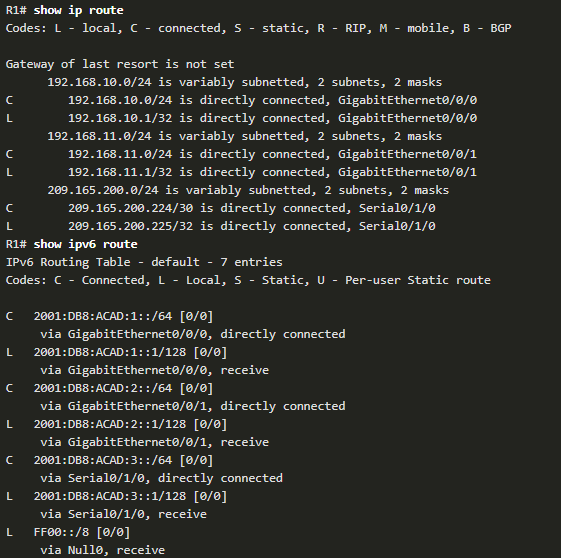 R1# show ip route
Codes: L - local, C - connected, S - static, R - RIP, M - mobile, B - BGP
Gateway of last resort is not set
192.168.10.0/24 is variably subnetted, 2 subnets, 2 masks
C 192.168.10.0/24 is directly connected, GigabitEthernet0/0/0
L 192.168.10.1/32 is directly connected, GigabitEthernet0/0/0
192.168.11.0/24 is variably subnetted, 2 subnets, 2 masks
C 192.168.11.0/24 is directly connected, GigabitEthernet0/0/1
L 192.168.11.1/32 is directly connected, GigabitEthernet0/0/1
209.165.200.0/24 is variably subnetted, 2 subnets, 2 masks
C 209.165.200.224/30 is directly connected, Serial0/1/0
L 209.165.200.225/32 is directly connected, Serial0/1/0
R1# show ipv6 route
IPv6 Routing Table - default - 7 entries
Codes: C - Connected, L - Local, S - Static, U - Per-user Static route
C 2001:DB8:ACAD:1::/64 [0/0]
via GigabitEthernet0/0/0, directly connected
L 2001:DB8:ACAD:1::1/128 [0/0]
via GigabitEthernet0/0/0, receive
C 2001:DB8:ACAD:2::/64 [0/0]
via GigabitEthernet0/0/1, directly connected
L 2001:DB8:ACAD:2::1/128 [0/0]
via GigabitEthernet0/0/1, receive
C 2001:DB8:ACAD:3::/64 [0/0]
via Serial0/1/0, directly connected
L 2001:DB8:ACAD:3::1/128 [0/0]
via Serial0/1/0, receive
L FF00::/8 [0/0]
via Null0, receive